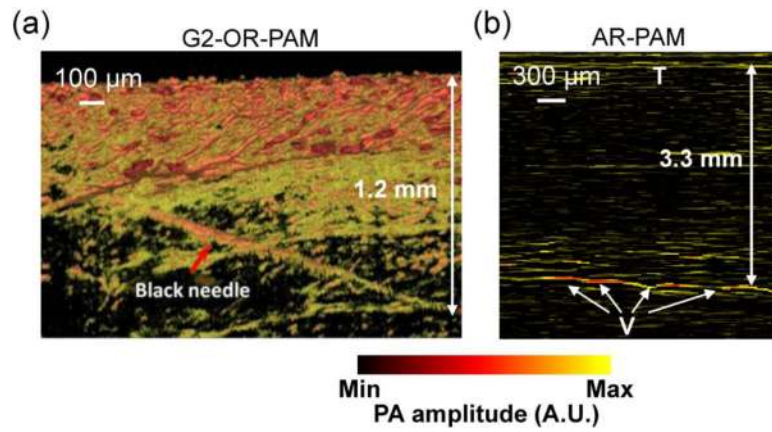 (a)
G2-OR-PAM
100 μm
1.2 mm
Black needle
(b)
AR-PAM
300 μm
T
3.3 mm
V
Min
Max
PA amplitude (A.U.)